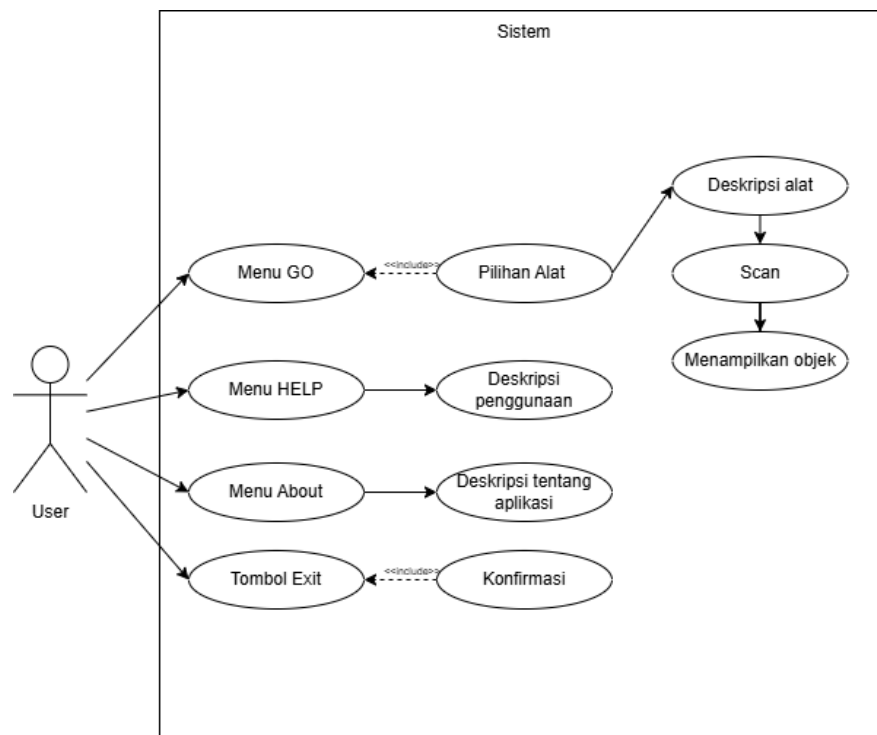 Sistem
Deskripsi alat
Menu GO
<<include>>
Pilihan Alat
Scan
Menampilkan objek
Menu HELP
Deskripsi
penggunaan
User
Menu About
Deskripsi tentang
aplikasi
Tombol Exit
<<include>>
Konfirmasi